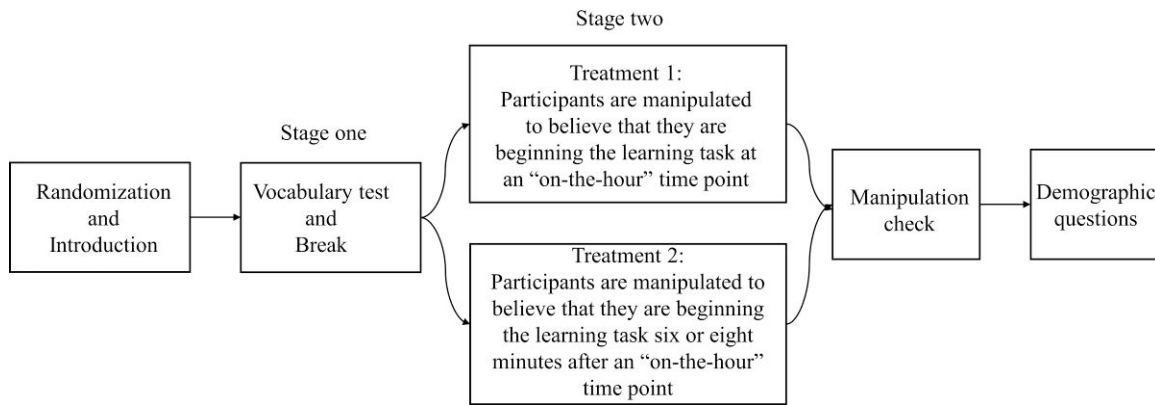 Stage two
Stage one
Randomization
and
Introduction
Vocabulary test
and
Break
Treatment 1:
Participants are manipulated
to believe that they are
beginning the learning task at
an “on-the-hour” time point
Treatment 2:
Participants are manipulated to
believe that they are beginning
the learning task six or eight
minutes after an “on-the-hour”
time point
Manipulation
check
Demographic
questions